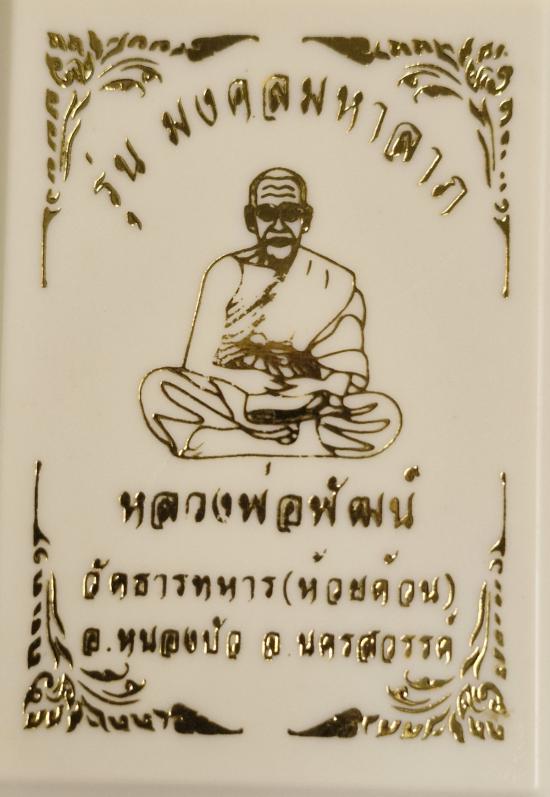 รุ่น มงคลมหาลาภ
หลวงพ่อพัฒน์
วัดธารทหาร(ห้วยด้วน)
อ.หนองบัว จ.นครสวรรค์